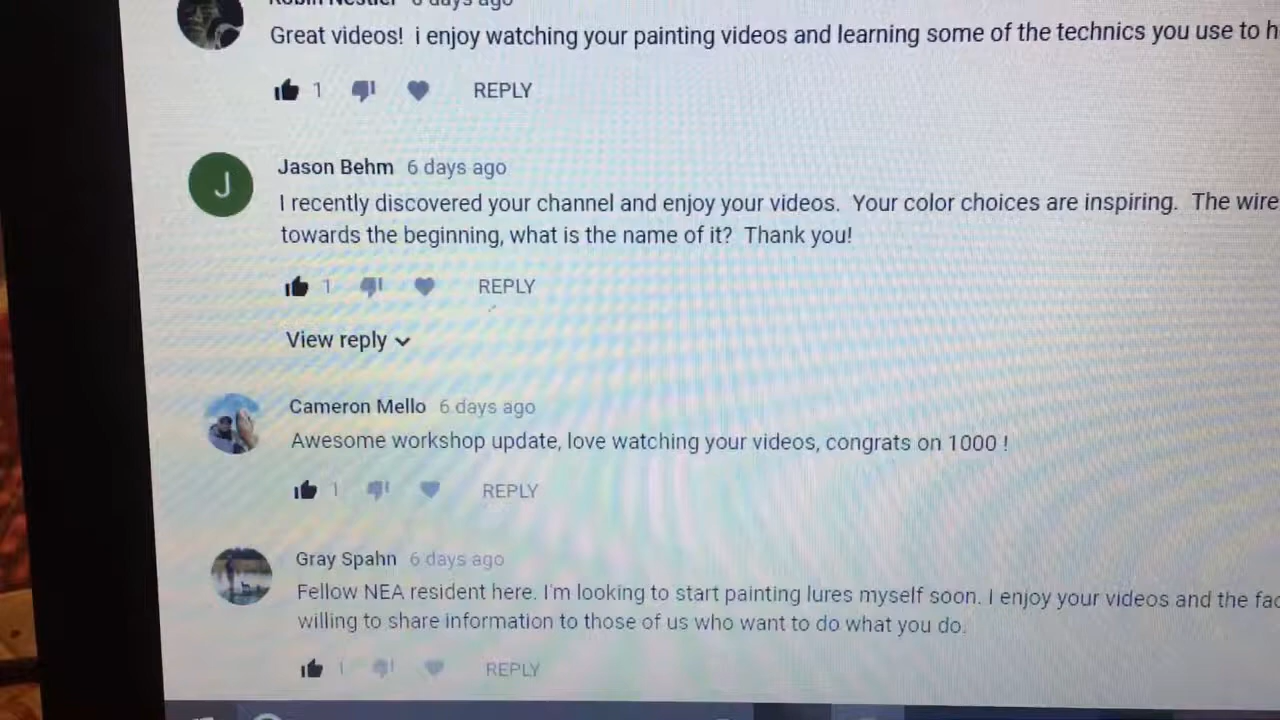 6 days ago
Great videos!  i enjoy watching your painting videos and learning some of the technics you use to h
1 REPLY
J
Jason Behm 6 days ago
I recently discovered your channel and enjoy your videos.  Your color choices are inspiring.  The wire
towards the beginning, what is the name of it?  Thank you!
1 REPLY
View reply
Cameron Mello 6 days ago
Awesome workshop update, love watching your videos, congrats on 1000 !
1 REPLY
Gray Spahn 6 days ago
Fellow NEA resident here. I'm looking to start painting lures myself soon. I enjoy your videos and the fac
willing to share information to those of us who want to do what you do.
1 REPLY